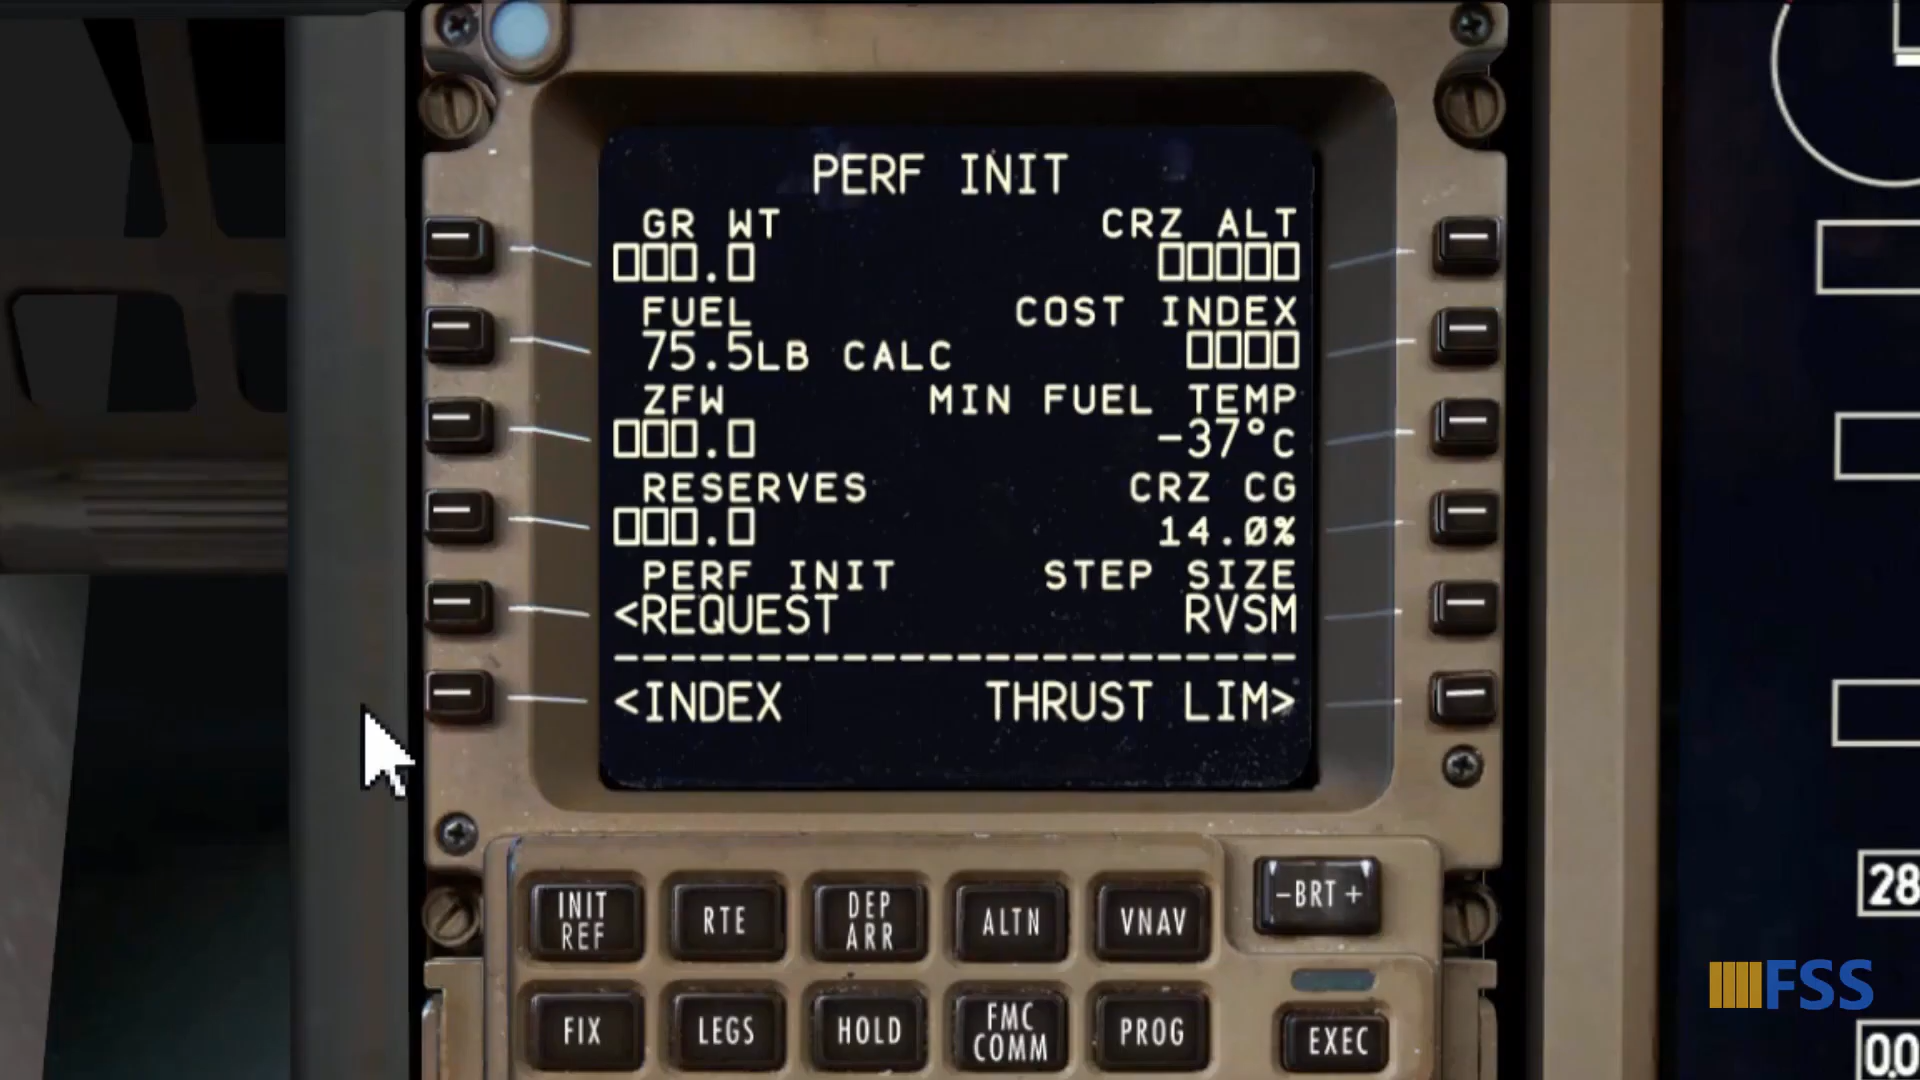 PERF INIT
GR WT CRZ ALT
□□□.□ □□□□□
FUEL COST INDEX
75.5LB CALC □□□□
ZFW MIN FUEL TEMP
□□□.□ -37°C
RESERVES CRZ CG
□□□.□ 14.0%
PERF INIT STEP SIZE
<REQUEST RVSM
--------------------------
<INDEX THRUST LIM>
-BRT+
INIT REF RTE DEP ARR ALTN VNAV
28
FIX LEGS HOLD FMC COMM PROG EXEC
FSS
00